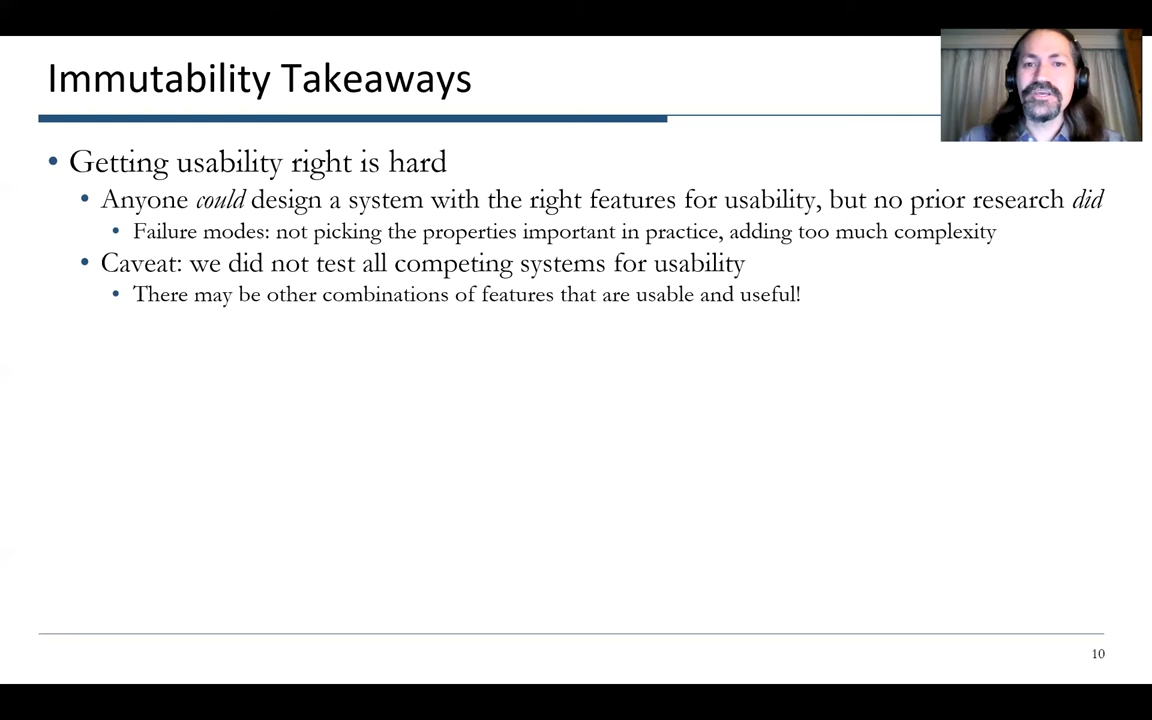 Immutability Takeaways
• Getting usability right is hard
• Anyone could design a system with the right features for usability, but no prior research did
• Failure modes: not picking the properties important in practice, adding too much complexity
• Caveat: we did not test all competing systems for usability
• There may be other combinations of features that are usable and useful!
10